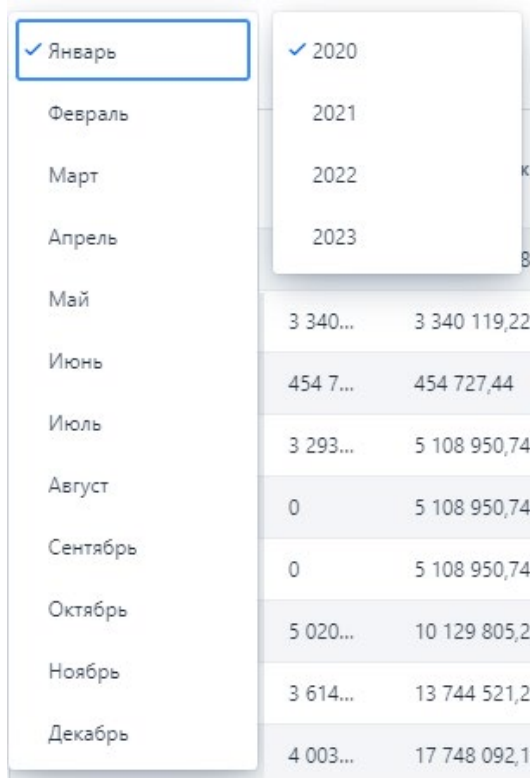 Январь
Февраль
Март
Апрель
Май
Июнь
Июль
Август
Сентябрь
Октябрь
Ноябрь
Декабрь
2020
2021
2022
2023
3 340... 3 340 119,22
454 7... 454 727,44
3 293... 5 108 950,74
0 5 108 950,74
0 5 108 950,74
5 020... 10 129 805,2
3 614... 13 744 521,2
4 003... 17 748 092,1